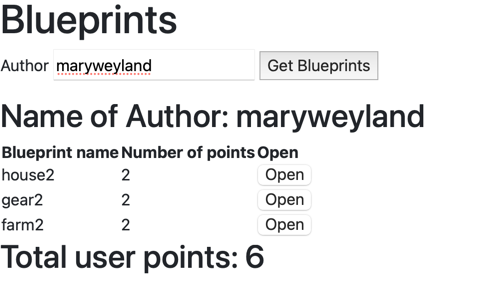 Blueprints
Author maryweyland Get Blueprints
Name of Author: maryweyland
Blueprint name Number of points Open
house2 2 Open
gear2 2 Open
farm2 2 Open
Total user points: 6